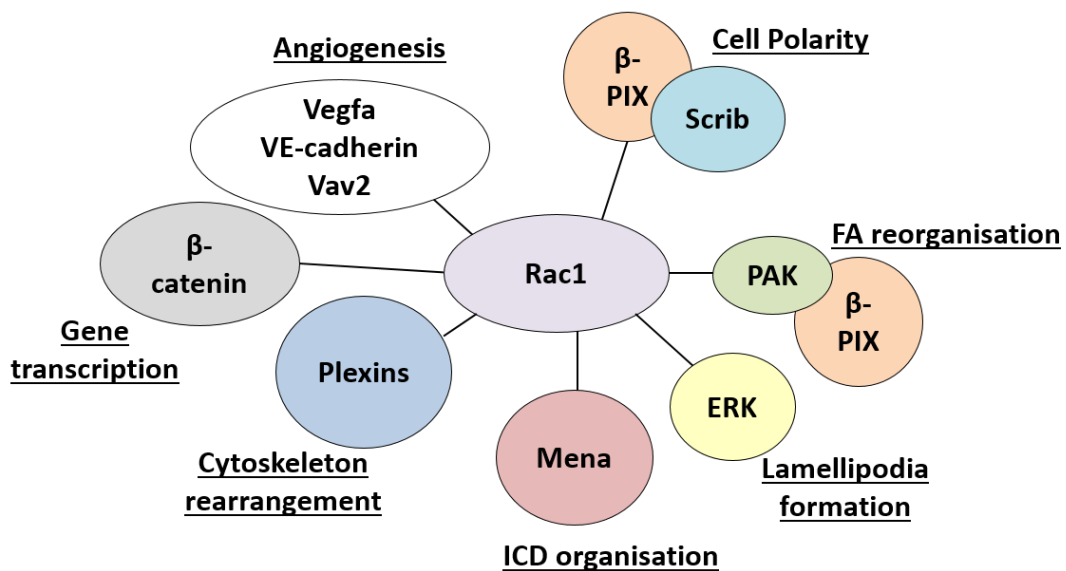 Angiogenesis
Vegfa
VE-cadherin
Vav2
β-
PIX
Cell Polarity
Scrib
β-
catenin
Gene
transcription
Rac1
FA reorganisation
PAK
β-
PIX
Plexins
Cytoskeleton
rearrangement
Mena
ICD organisation
ERK
Lamellipodia
formation